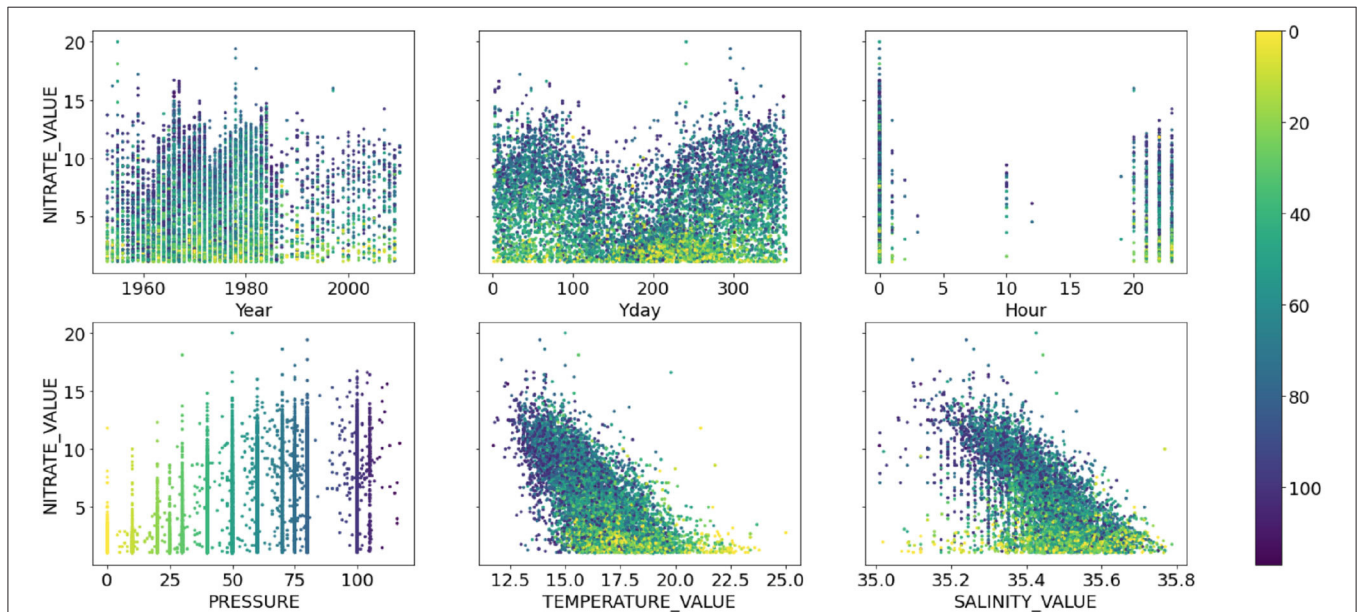 20
15
10
5
NITRATE_VALUE
1960 1980 2000
Year
0 100 200 300
Yday
0 5 10 15 20
Hour
20
15
10
5
NITRATE_VALUE
0 25 50 75 100
PRESSURE
12.5 15.0 17.5 20.0 22.5 25.0
TEMPERATURE_VALUE
35.0 35.2 35.4 35.6 35.8
SALINITY_VALUE
0
20
40
60
80
100